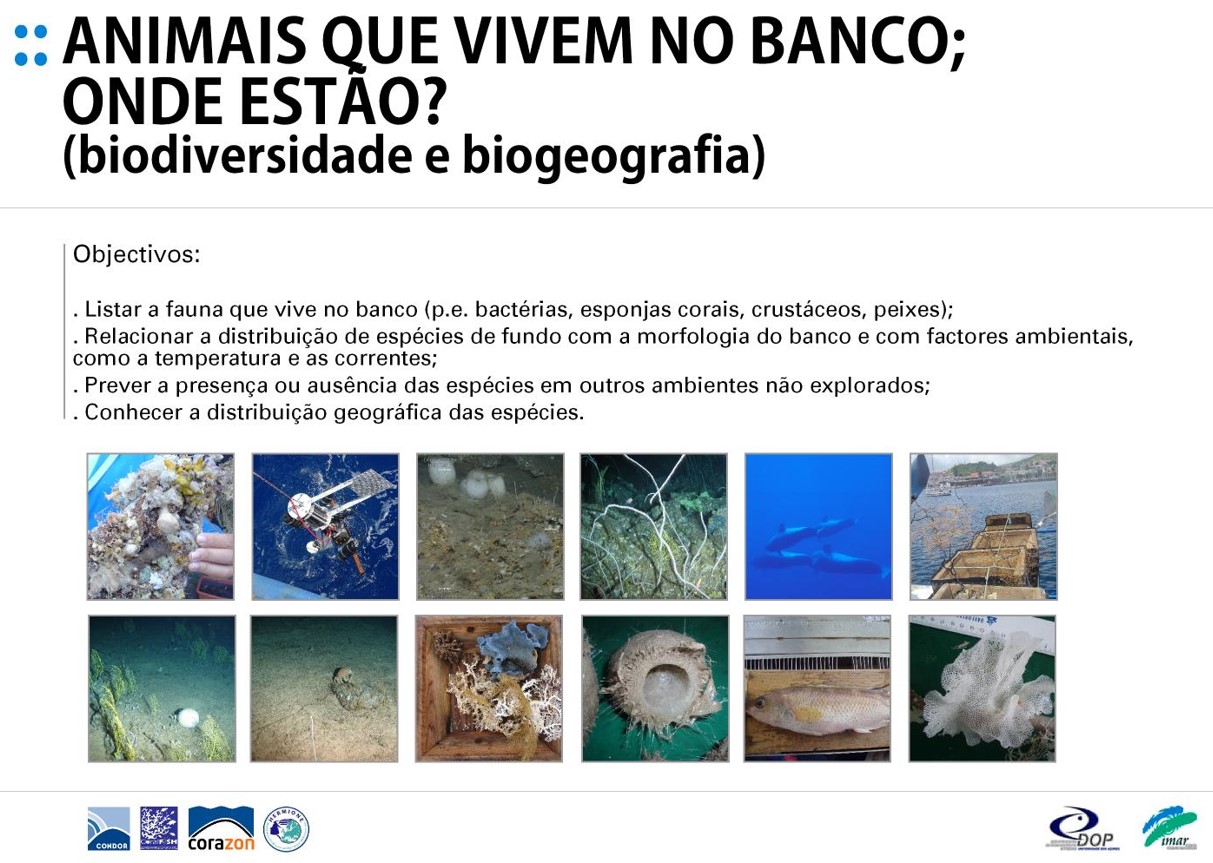 ANIMAIS QUE VIVEM NO BANCO;
ONDE ESTÃO?
(biodiversidade e biogeografia)
Objectivos:
. Listar a fauna que vive no banco (p.e. bactérias, esponjas corais, crustáceos, peixes);
. Relacionar a distribuição de espécies de fundo com a morfologia do banco e com factores ambientais,
como a temperatura e as correntes;
. Prever a presença ou ausência das espécies em outros ambientes não explorados;
. Conhecer a distribuição geográfica das espécies.
CONDOR
corazon
HERMIONE
DOP
imar